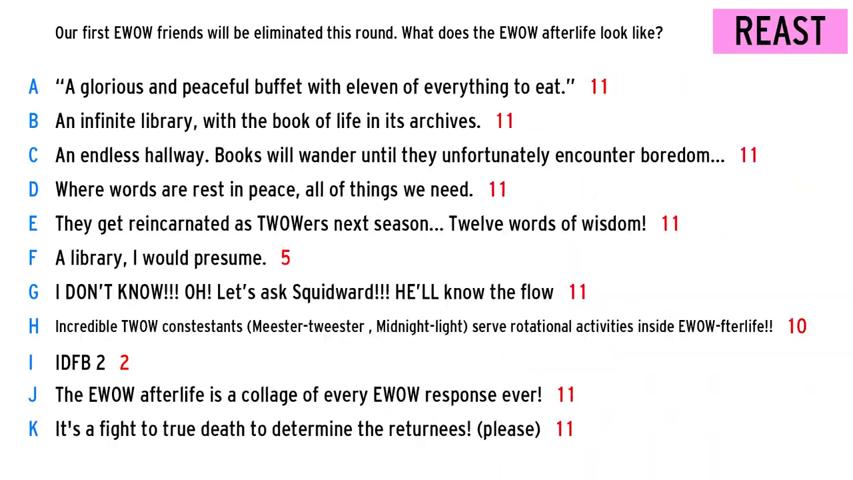 Our first EWOW friends will be eliminated this round. What does the EWOW afterlife look like?
REAST
A “A glorious and peaceful buffet with eleven of everything to eat.” 11
B An infinite library, with the book of life in its archives. 11
C An endless hallway. Books will wander until they unfortunately encounter boredom... 11
D Where words are rest in peace, all of things we need. 11
E They get reincarnated as TWOWers next season... Twelve words of wisdom! 11
F A library, I would presume. 5
G I DON'T KNOW!!! OH! Let's ask Squidward!!! HE'LL know the flow 11
H Incredible TWOW constestants (Meester-tweester , Midnight-light) serve rotational activities inside EWOW-fterlife!! 10
I IDFB 2 2
J The EWOW afterlife is a collage of every EWOW response ever! 11
K It's a fight to true death to determine the returnees! (please) 11